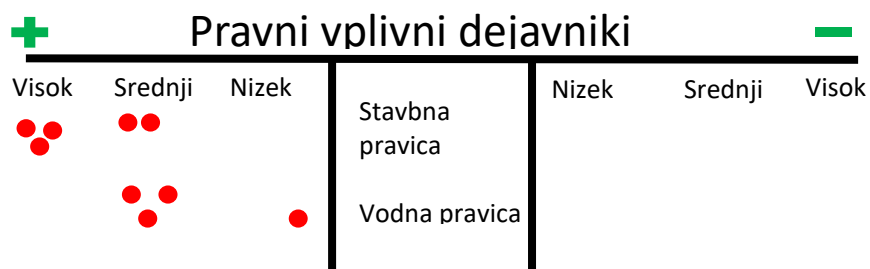 + Pravni vplivni dejavniki −
Visok Srednji Nizek Nizek Srednji Visok
Stavbna
pravica
Vodna pravica